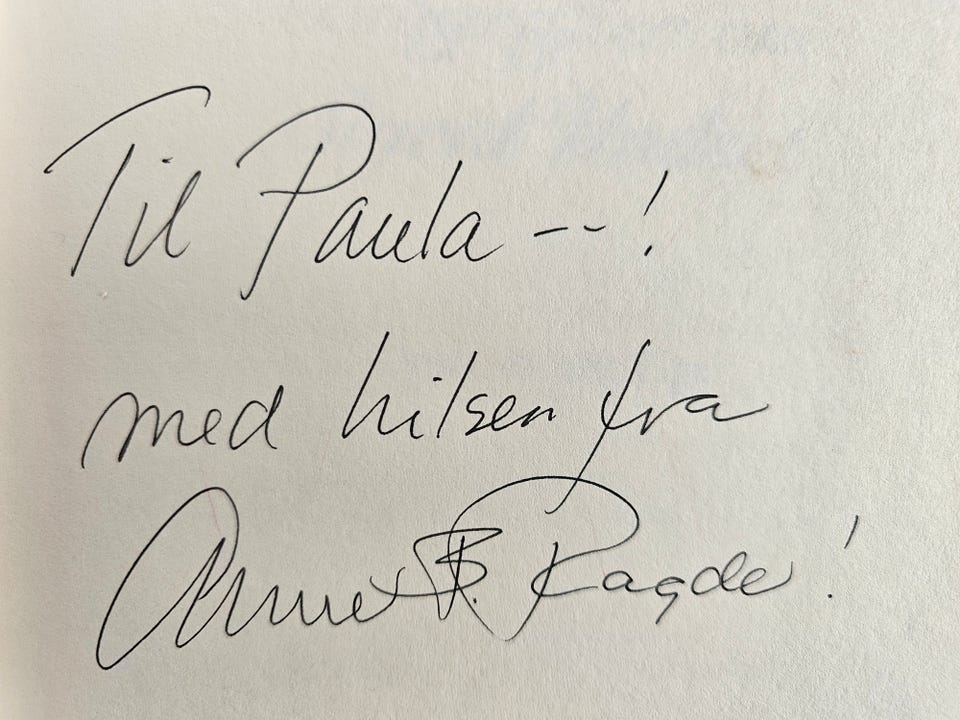 Til Paula --!
med hilsen fra
Anne B. Ragde!